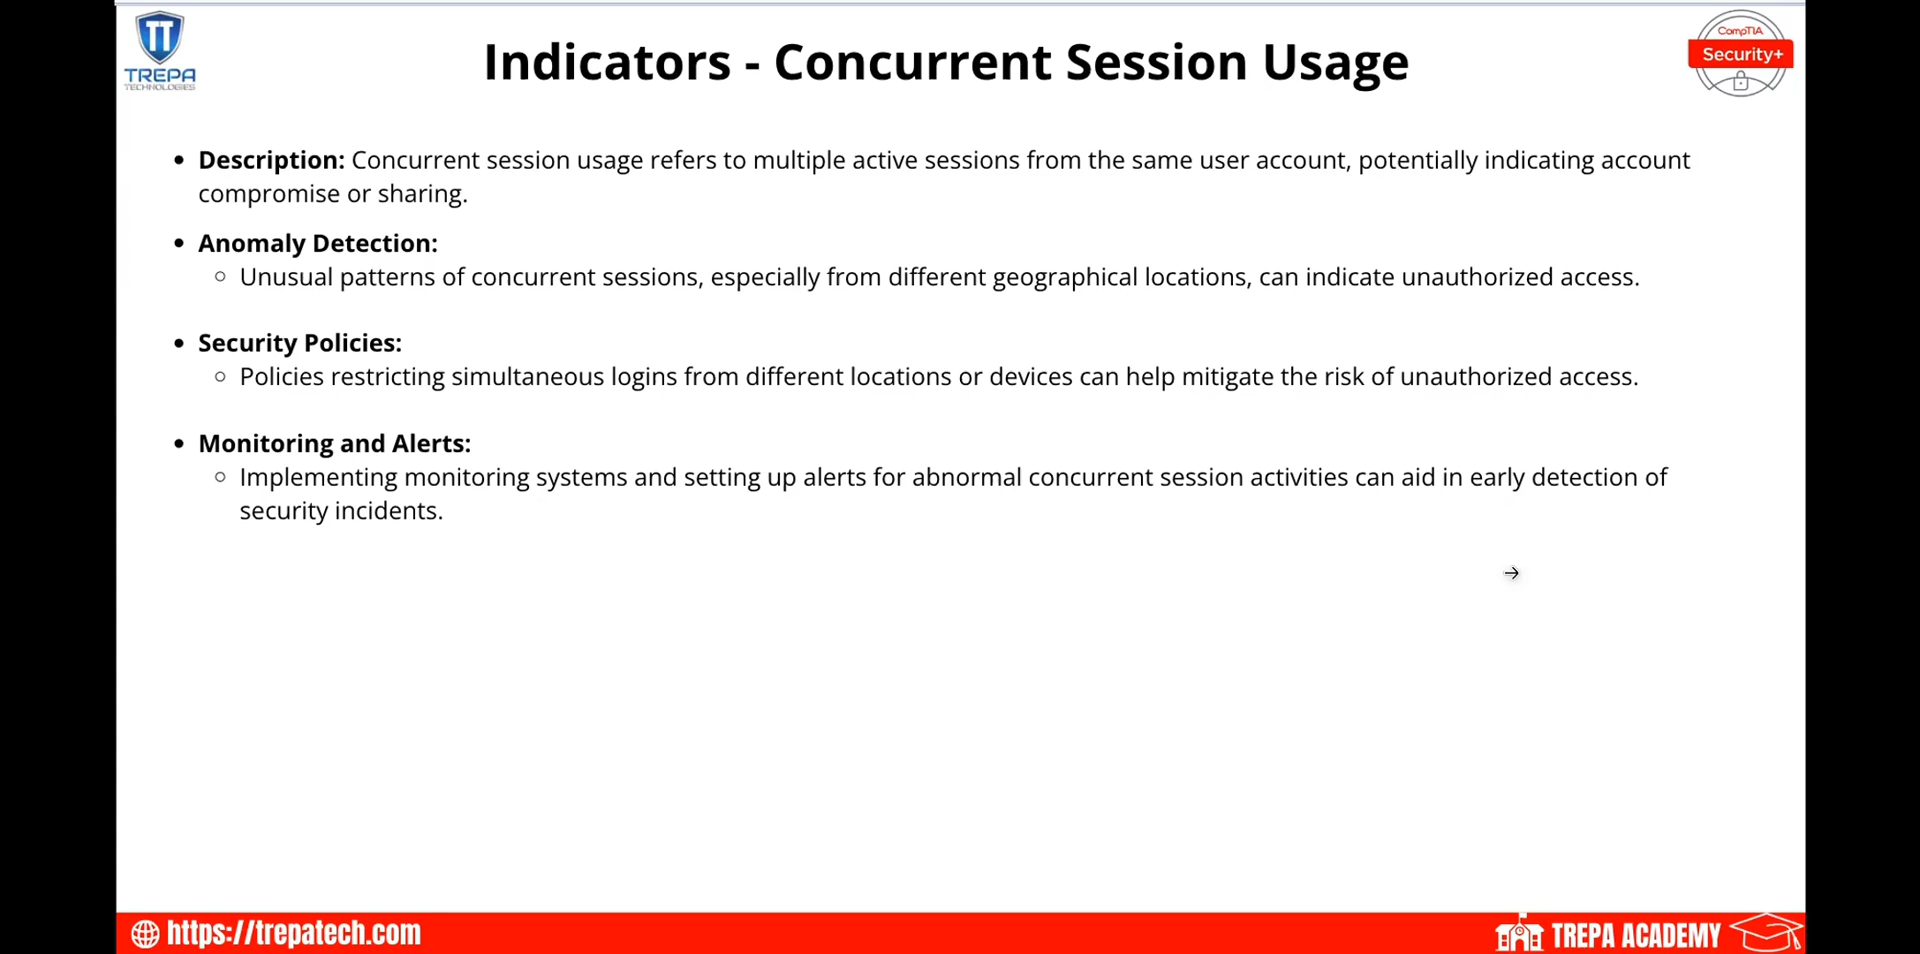 TT
TREPA
TECHNOLOGIES
Indicators - Concurrent Session Usage
CompTIA
Security+
• Description: Concurrent session usage refers to multiple active sessions from the same user account, potentially indicating account
compromise or sharing.
• Anomaly Detection:
○ Unusual patterns of concurrent sessions, especially from different geographical locations, can indicate unauthorized access.
• Security Policies:
○ Policies restricting simultaneous logins from different locations or devices can help mitigate the risk of unauthorized access.
• Monitoring and Alerts:
○ Implementing monitoring systems and setting up alerts for abnormal concurrent session activities can aid in early detection of
security incidents.
https://trepatech.com
TREPA ACADEMY